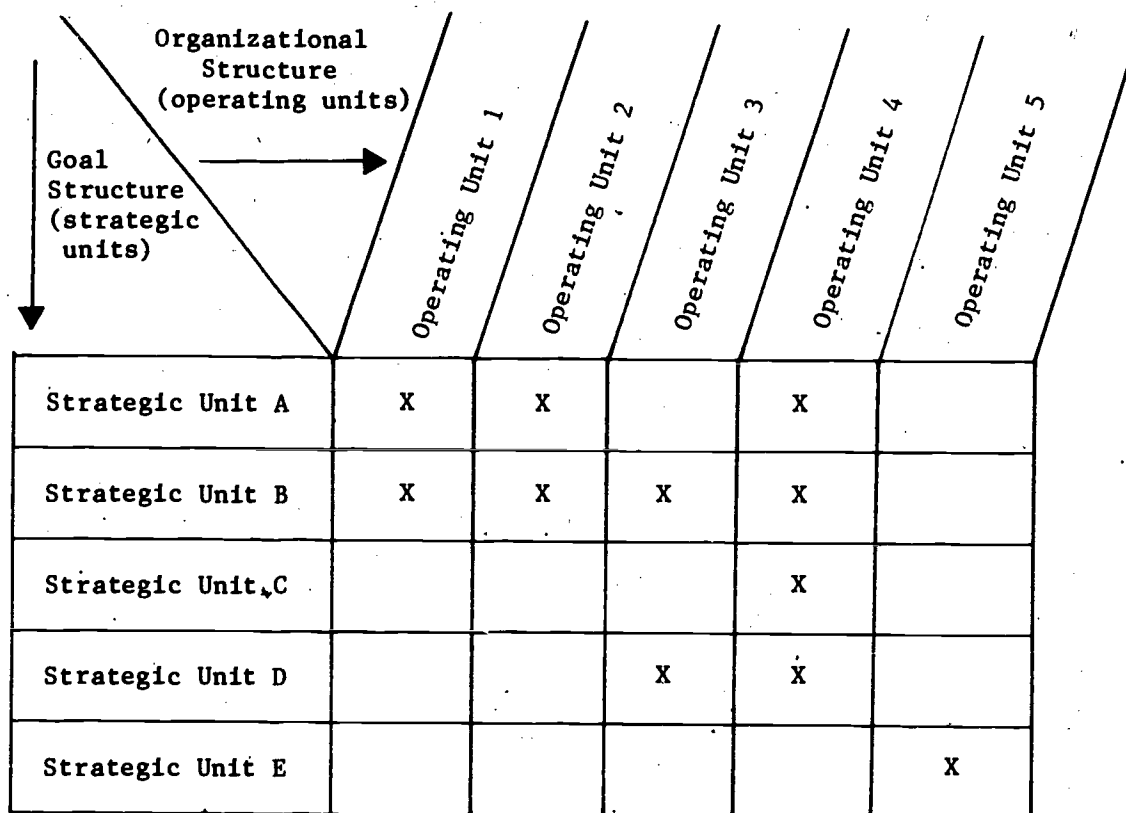 Organizational
Structure
(operating units)
Goal
Structure
(strategic
units)
Operating Unit 1
Operating Unit 2
Operating Unit 3
Operating Unit 4
Operating Unit 5
Strategic Unit A X X X
Strategic Unit B X X X X
Strategic Unit C X
Strategic Unit D X X
Strategic Unit E X